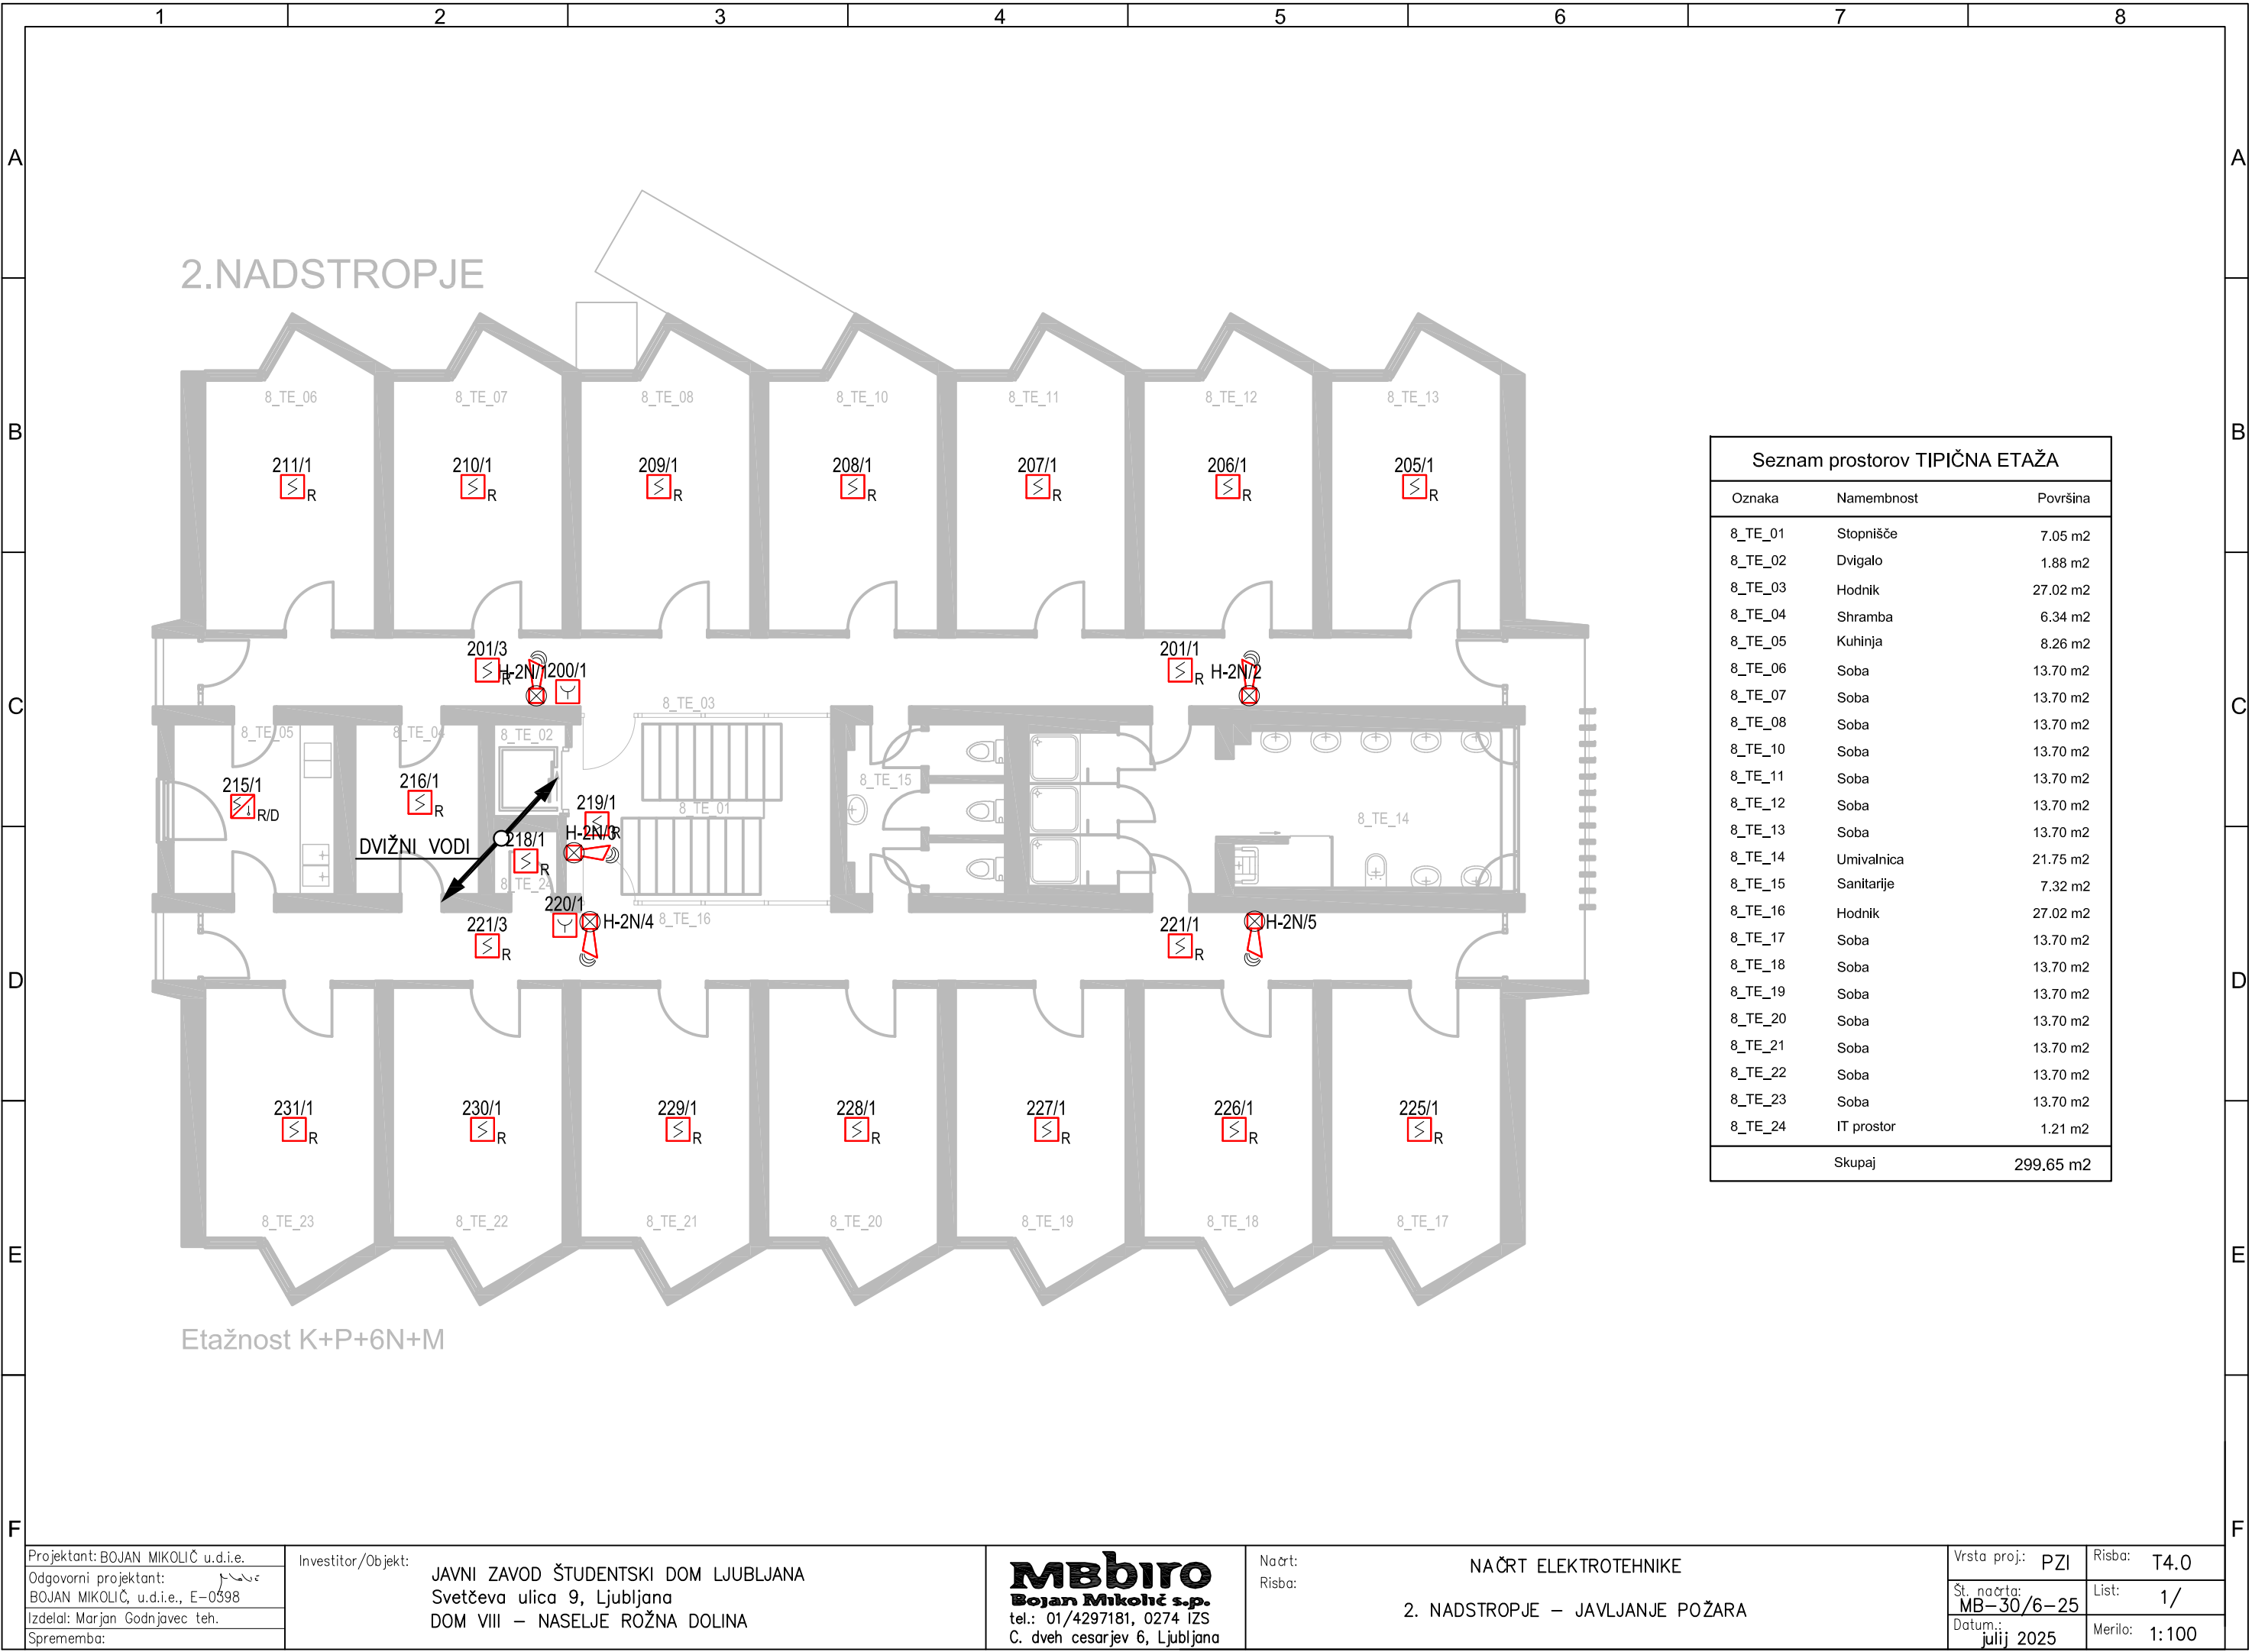 1 2 3 4 5 6 7 8
A A
2.NADSTROPJE
B B
8_TE_06 8_TE_07 8_TE_08 8_TE_10 8_TE_11 8_TE_12 8_TE_13
211/1 210/1 209/1 208/1 207/1 206/1 205/1
R R R R R R R
201/3 H-2N/1 200/1 201/1 H-2N/2
R R
C C
8_TE_03
8_TE_05 8_TE_04 8_TE_02
8_TE_15
215/1 216/1 219/1 8_TE_01
R/D R R
8_TE_14
DVIŽNI VODI 218/1 H-2N/3
R
8_TE_24
220/1 H-2N/4 8_TE_16 H-2N/5
221/3 221/1
R R
D D
231/1 230/1 229/1 228/1 227/1 226/1 225/1
R R R R R R R
8_TE_23 8_TE_22 8_TE_21 8_TE_20 8_TE_19 8_TE_18 8_TE_17
E E
Etažnost K+P+6N+M
F F
Seznam prostorov TIPIČNA ETAŽA
Oznaka Namembnost Površina
8_TE_01 Stopnišče 7.05 m2
8_TE_02 Dvigalo 1.88 m2
8_TE_03 Hodnik 27.02 m2
8_TE_04 Shramba 6.34 m2
8_TE_05 Kuhinja 8.26 m2
8_TE_06 Soba 13.70 m2
8_TE_07 Soba 13.70 m2
8_TE_08 Soba 13.70 m2
8_TE_10 Soba 13.70 m2
8_TE_11 Soba 13.70 m2
8_TE_12 Soba 13.70 m2
8_TE_13 Soba 13.70 m2
8_TE_14 Umivalnica 21.75 m2
8_TE_15 Sanitarije 7.32 m2
8_TE_16 Hodnik 27.02 m2
8_TE_17 Soba 13.70 m2
8_TE_18 Soba 13.70 m2
8_TE_19 Soba 13.70 m2
8_TE_20 Soba 13.70 m2
8_TE_21 Soba 13.70 m2
8_TE_22 Soba 13.70 m2
8_TE_23 Soba 13.70 m2
8_TE_24 IT prostor 1.21 m2
Skupaj 299.65 m2
Projektant: BOJAN MIKOLIČ u.d.i.e.
Odgovorni projektant:
BOJAN MIKOLIČ, u.d.i.e., E-0598
Izdelal: Marjan Godnjavec teh.
Sprememba:
Investitor/Objekt:
JAVNI ZAVOD ŠTUDENTSKI DOM LJUBLJANA
Svetčeva ulica 9, Ljubljana
DOM VIII – NASELJE ROŽNA DOLINA
MBbiro
Bojan Mikolič s.p.
tel.: 01/4297181, 0274 IZS
C. dveh cesarjev 6, Ljubljana
Načrt: NAČRT ELEKTROTEHNIKE
Risba: 2. NADSTROPJE – JAVLJANJE POŽARA
Vrsta proj.: PZI
Št. načrta: MB-30/6-25
Datum.: julij 2025
Risba: T4.0
List: 1/
Merilo: 1:100